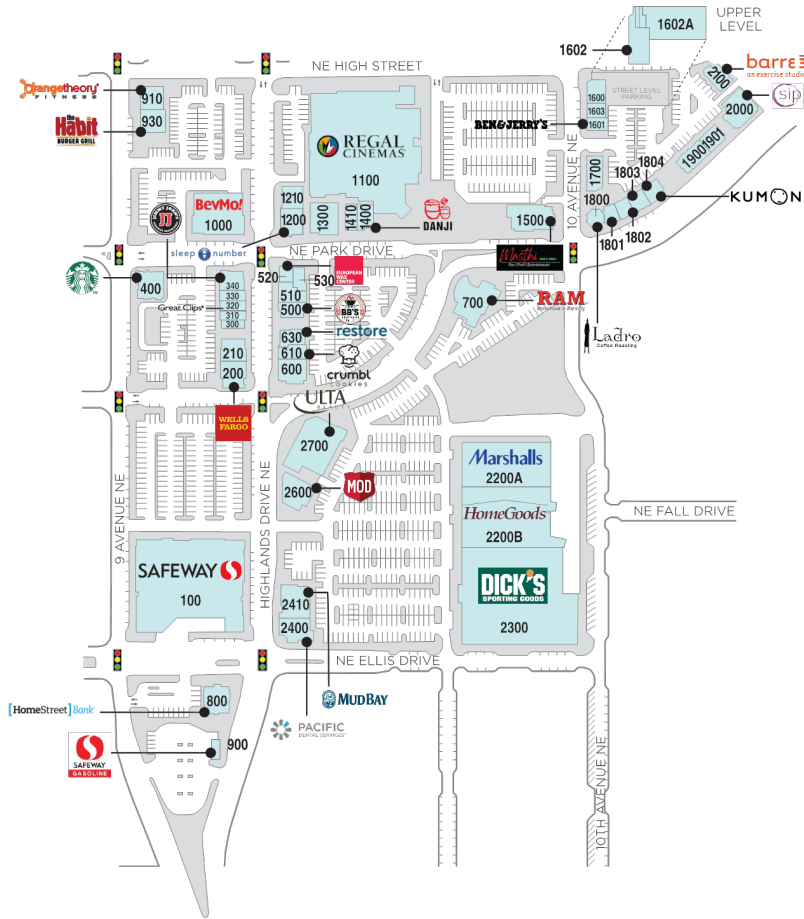 UPPER
LEVEL
1602A
1602
NE HIGH STREET
barre3
an exercise studio
2100
sip
2000
orangetheory
FITNESS
910
the
Habit
BURGER GRILL
930
STREET LEVEL
PARKING
1600
1603
1601
BEN & JERRY'S
REGAL
CINEMAS
1100
10 AVENUE NE
1900
1901
1700
1804
1803
1800
KUMON
1801
1802
JJ
BevMo!
1000
1210
1200
1300
1410
1400
DANJI
1500
sleep number
NE PARK DRIVE
Masthi
EUROPEAN
WAX
CENTER
520
530
400
340
330
320
310
300
Great Clips
510
500
BB'S
700
RAM
630
restore
Ladro
Coffee Roasting
210
200
610
600
crumbl
cookies
ULTA
BEAUTY
WELLS
FARGO
2700
2600
MOD
Marshalls
2200A
HomeGoods
2200B
NE FALL DRIVE
9 AVENUE NE
HIGHLANDS DRIVE NE
SAFEWAY
100
DICK'S
SPORTING GOODS
2300
2410
2400
NE ELLIS DRIVE
MUDBAY
[HomeStreet] Bank
800
PACIFIC
DENTAL SERVICES
900
SAFEWAY
GASOLINE
10TH AVENUE NE